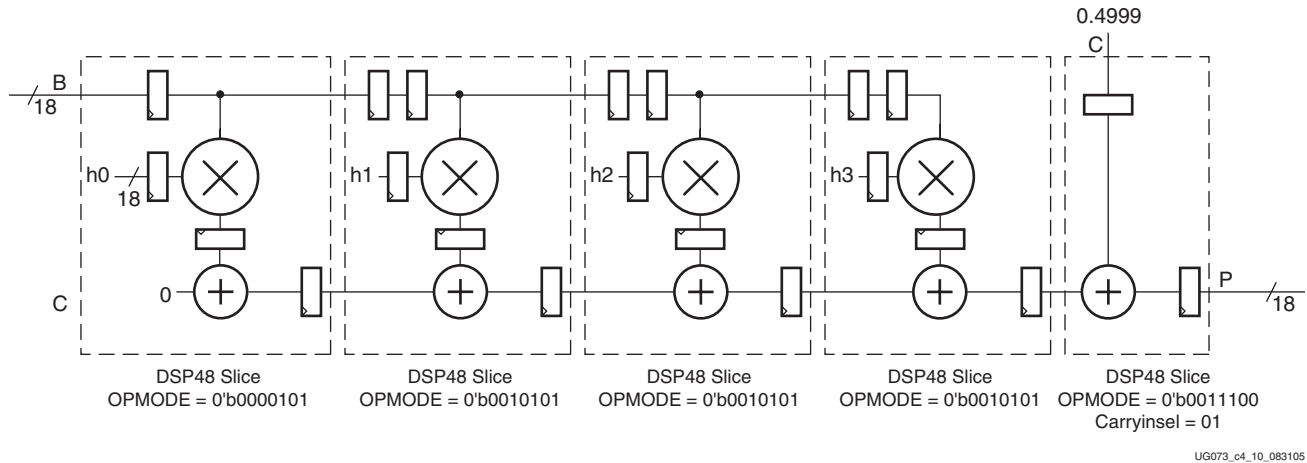 0.4999
C
B
18
h0
18
h1
h2
h3
0
C
P
18
DSP48 Slice
OPMODE = 0'b0000101
DSP48 Slice
OPMODE = 0'b0010101
DSP48 Slice
OPMODE = 0'b0010101
DSP48 Slice
OPMODE = 0'b0010101
DSP48 Slice
OPMODE = 0'b0011100
Carryinsel = 01
UG073_c4_10_083105